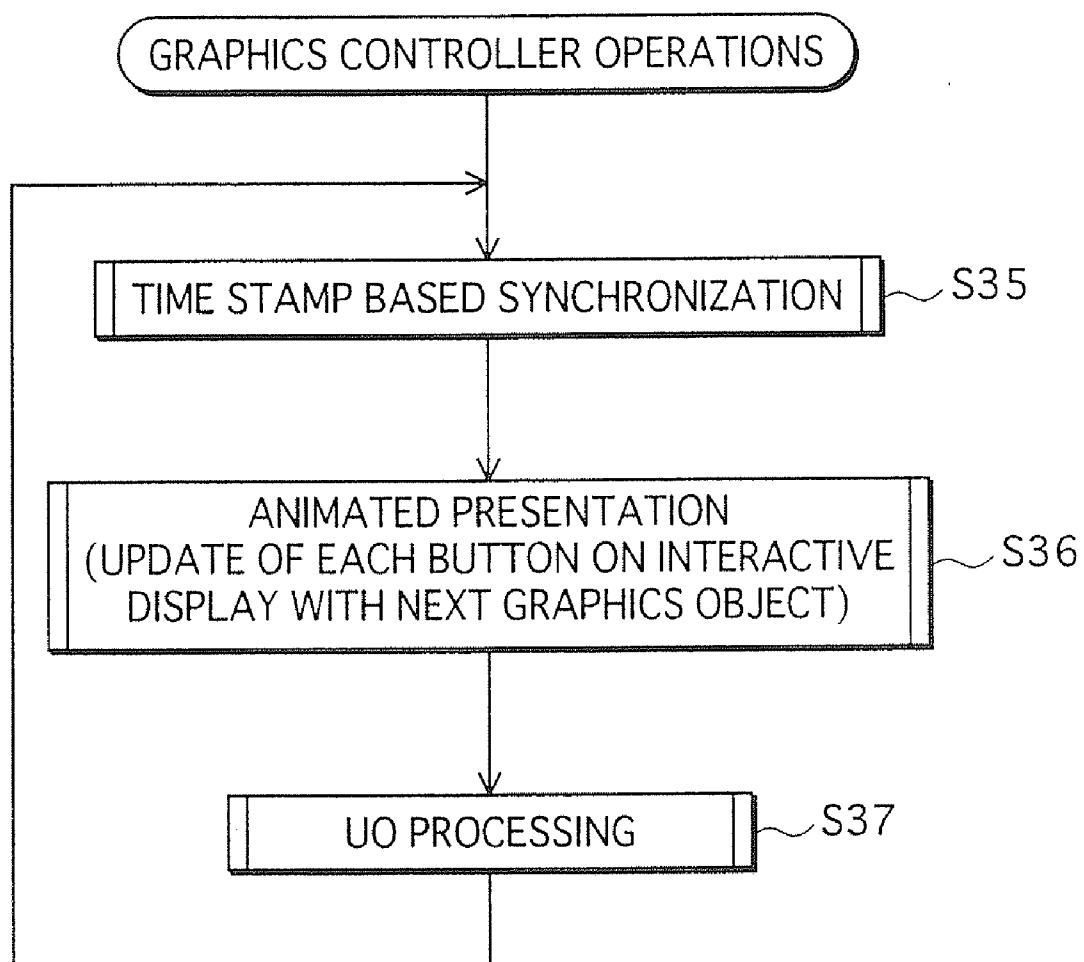 GRAPHICS CONTROLLER OPERATIONS
TIME STAMP BASED SYNCHRONIZATION
S35
ANIMATED PRESENTATION
(UPDATE OF EACH BUTTON ON INTERACTIVE
DISPLAY WITH NEXT GRAPHICS OBJECT)
S36
UO PROCESSING
S37